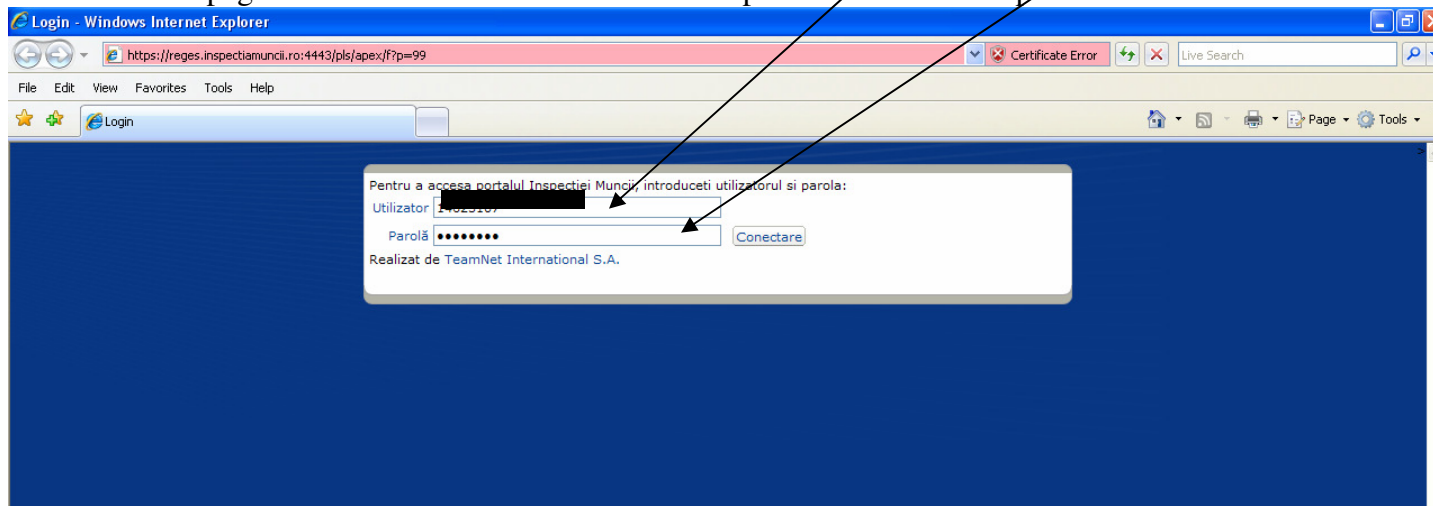 Login - Windows Internet Explorer
https://reges.inspectiamuncii.ro:4443/pls/apex/f?p=99 Certificate Error Live Search
File Edit View Favorites Tools Help
Login Page Tools
Pentru a accesa portalul Inspectiei Muncii, introduceti utilizatorul si parola:
Utilizator
Parolă •••••••• Conectare
Realizat de TeamNet International S.A.